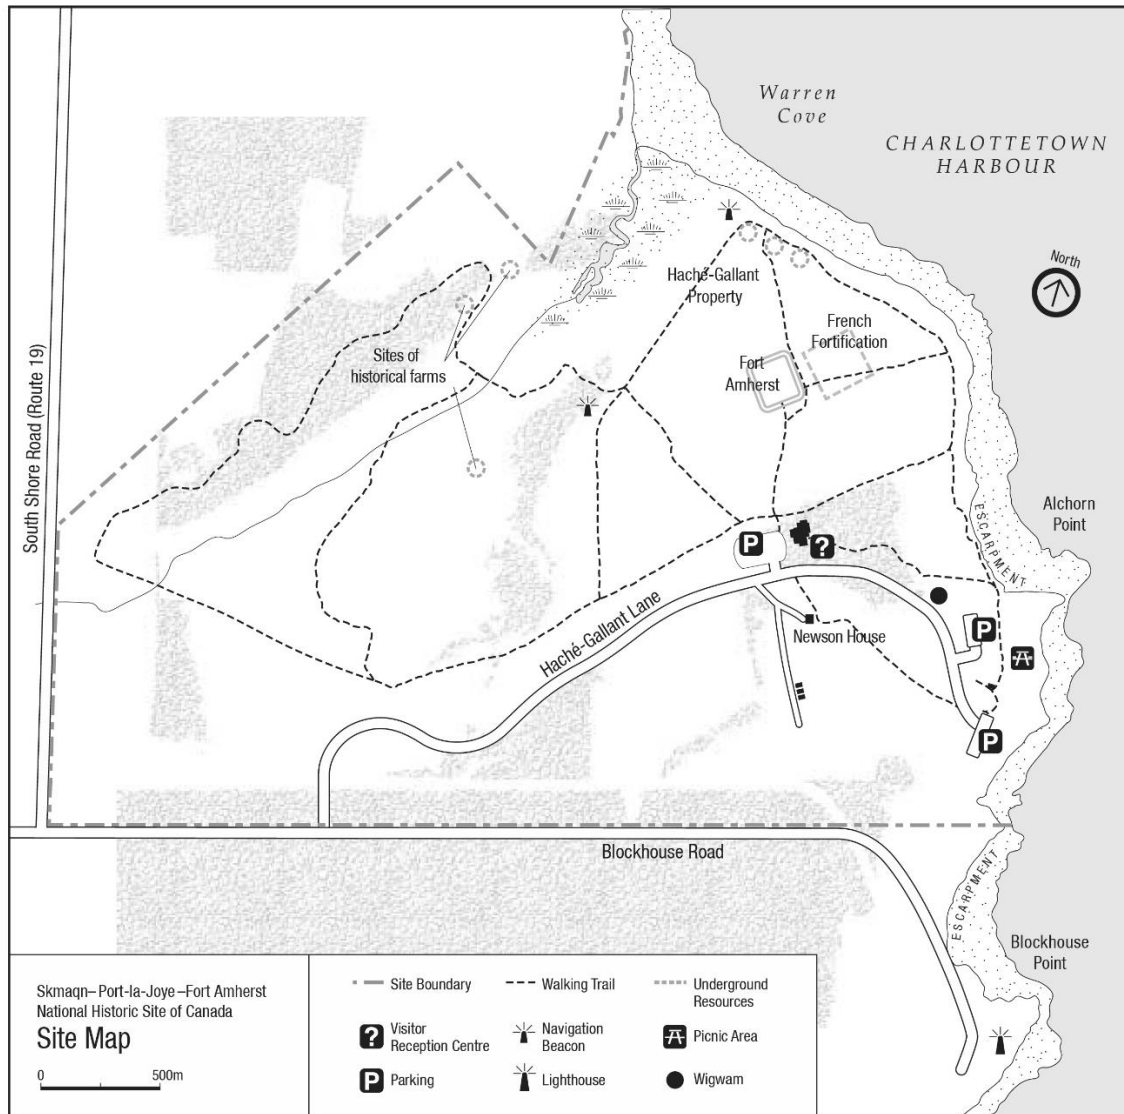 Warren
Cove
CHARLOTTETOWN
HARBOUR
North
Haché-Gallant
Property
French
Fortification
Fort
Amherst
Sites of
historical farms
South Shore Road (Route 19)
Alchorn
Point
ESCARPMENT
P
?
Haché-Gallant Lane
Newson House
P
P
Blockhouse Road
ESCARPMENT
Blockhouse
Point
Skmaqn–Port-la-Joye–Fort Amherst
National Historic Site of Canada
Site Map
0 500m
Site Boundary
Walking Trail
Underground
Resources
? Visitor
Reception Centre
Navigation
Beacon
Picnic Area
P Parking
Lighthouse
Wigwam